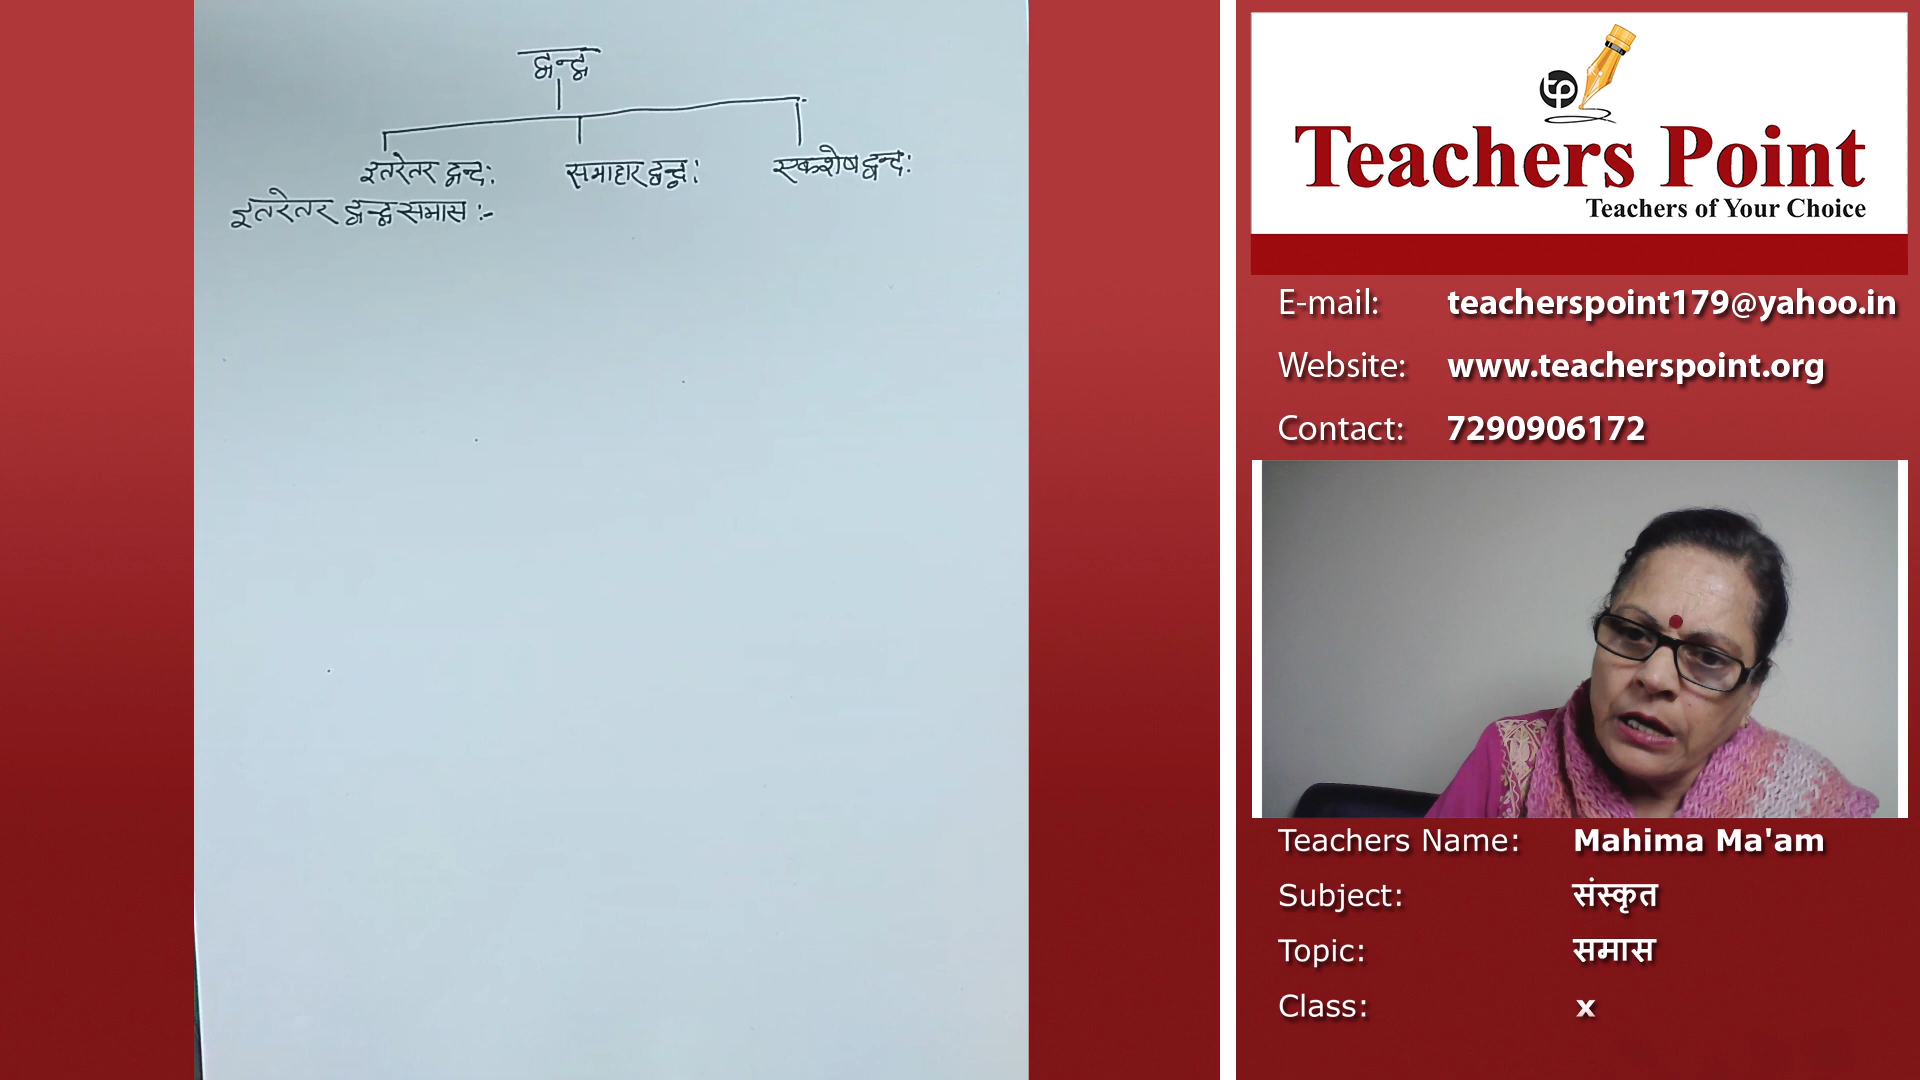 द्वन्द्व
इतरेतर द्वन्द: समाहार द्वन्द्व: एकशेष द्वन्द:
इतरेतर द्वन्द्व समास :-
tp
Teachers Point
Teachers of Your Choice
E-mail: teacherspoint179@yahoo.in
Website: www.teacherspoint.org
Contact: 7290906172
Teachers Name: Mahima Ma'am
Subject: संस्कृत
Topic: समास
Class: x